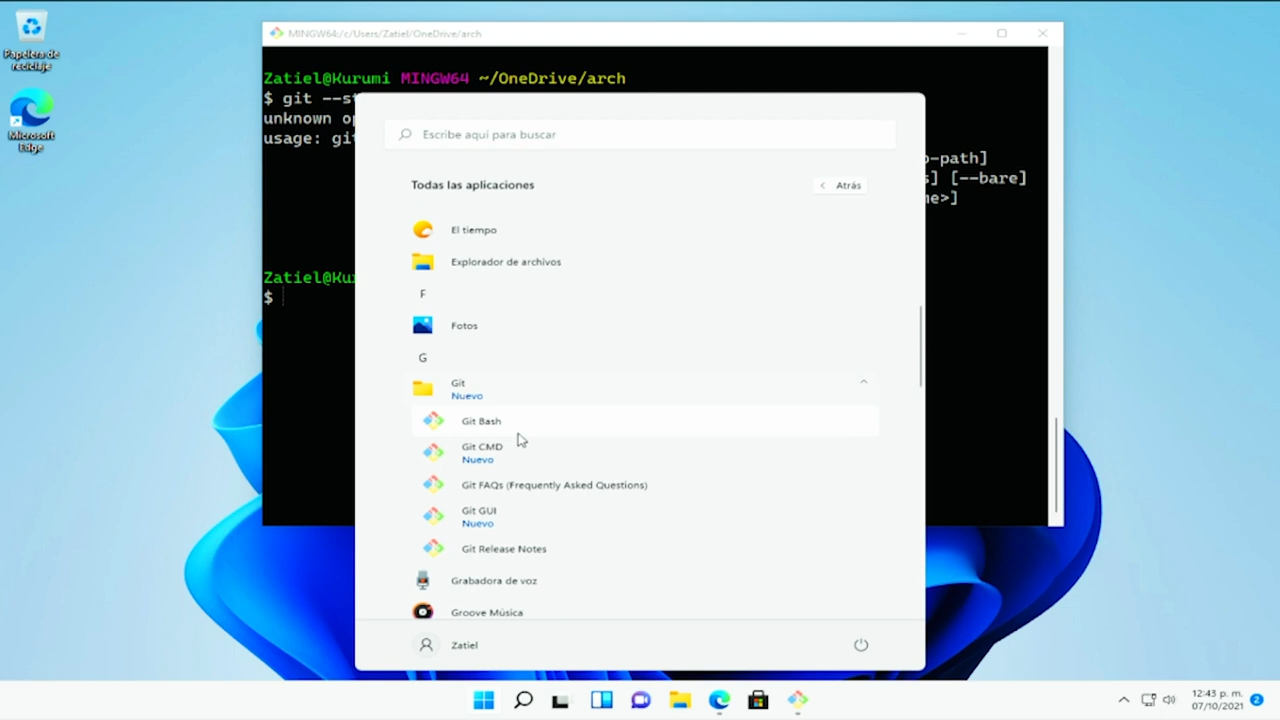 Papelera de
reciclaje
Microsoft
Edge
MINGW64:/c/Users/Zatiel/OneDrive/arch
Zatiel@Kurumi MINGW64 ~/OneDrive/arch
$ git --st
unknown op
usage: git
-path]
] [--bare]
e>]
Zatiel@Ku
$
Escribe aquí para buscar
Todas las aplicaciones
Atrás
El tiempo
Explorador de archivos
F
Fotos
G
Git
Nuevo
Git Bash
Git CMD
Nuevo
Git FAQs (Frequently Asked Questions)
Git GUI
Nuevo
Git Release Notes
Grabadora de voz
Groove Música
Zatiel
12:43 p. m.
07/10/2021
2